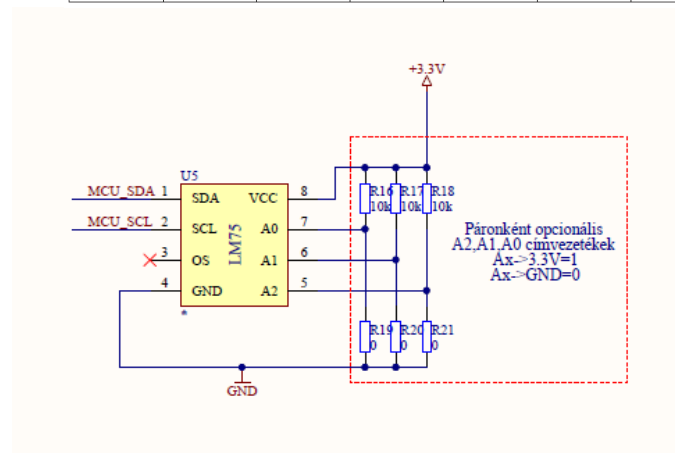 +3.3V
U5
MCU_SDA 1 SDA VCC 8
MCU_SCL 2 SCL A0 7
3 OS A1 6
4 GND A2 5
LM75
*
R16 R17 R18
10k 10k 10k
Páronként opcionális
A2,A1,A0 címvezetékek
Ax->3.3V=1
Ax->GND=0
R19 R20 R21
0 0 0
GND